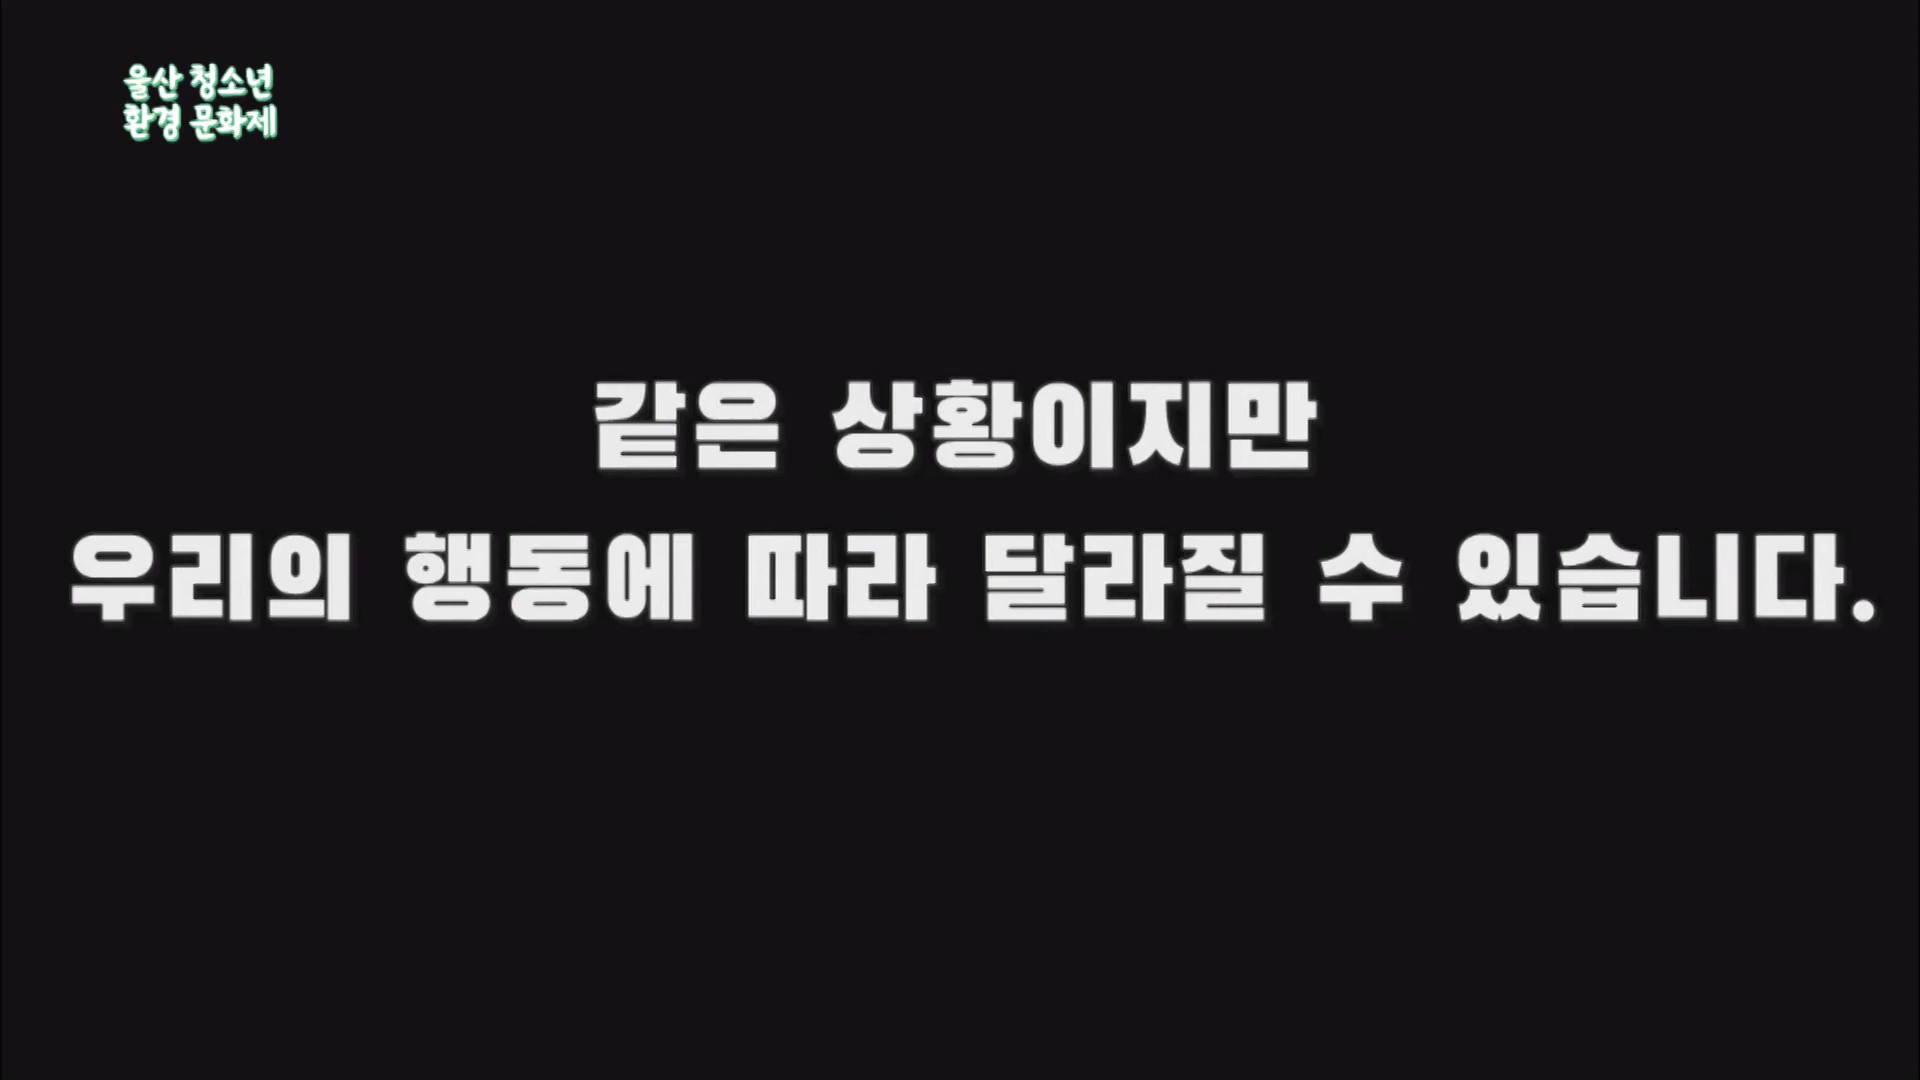 울산 청소년
환경 문화제
같은 상황이지만
우리의 행동에 따라 달라질 수 있습니다.